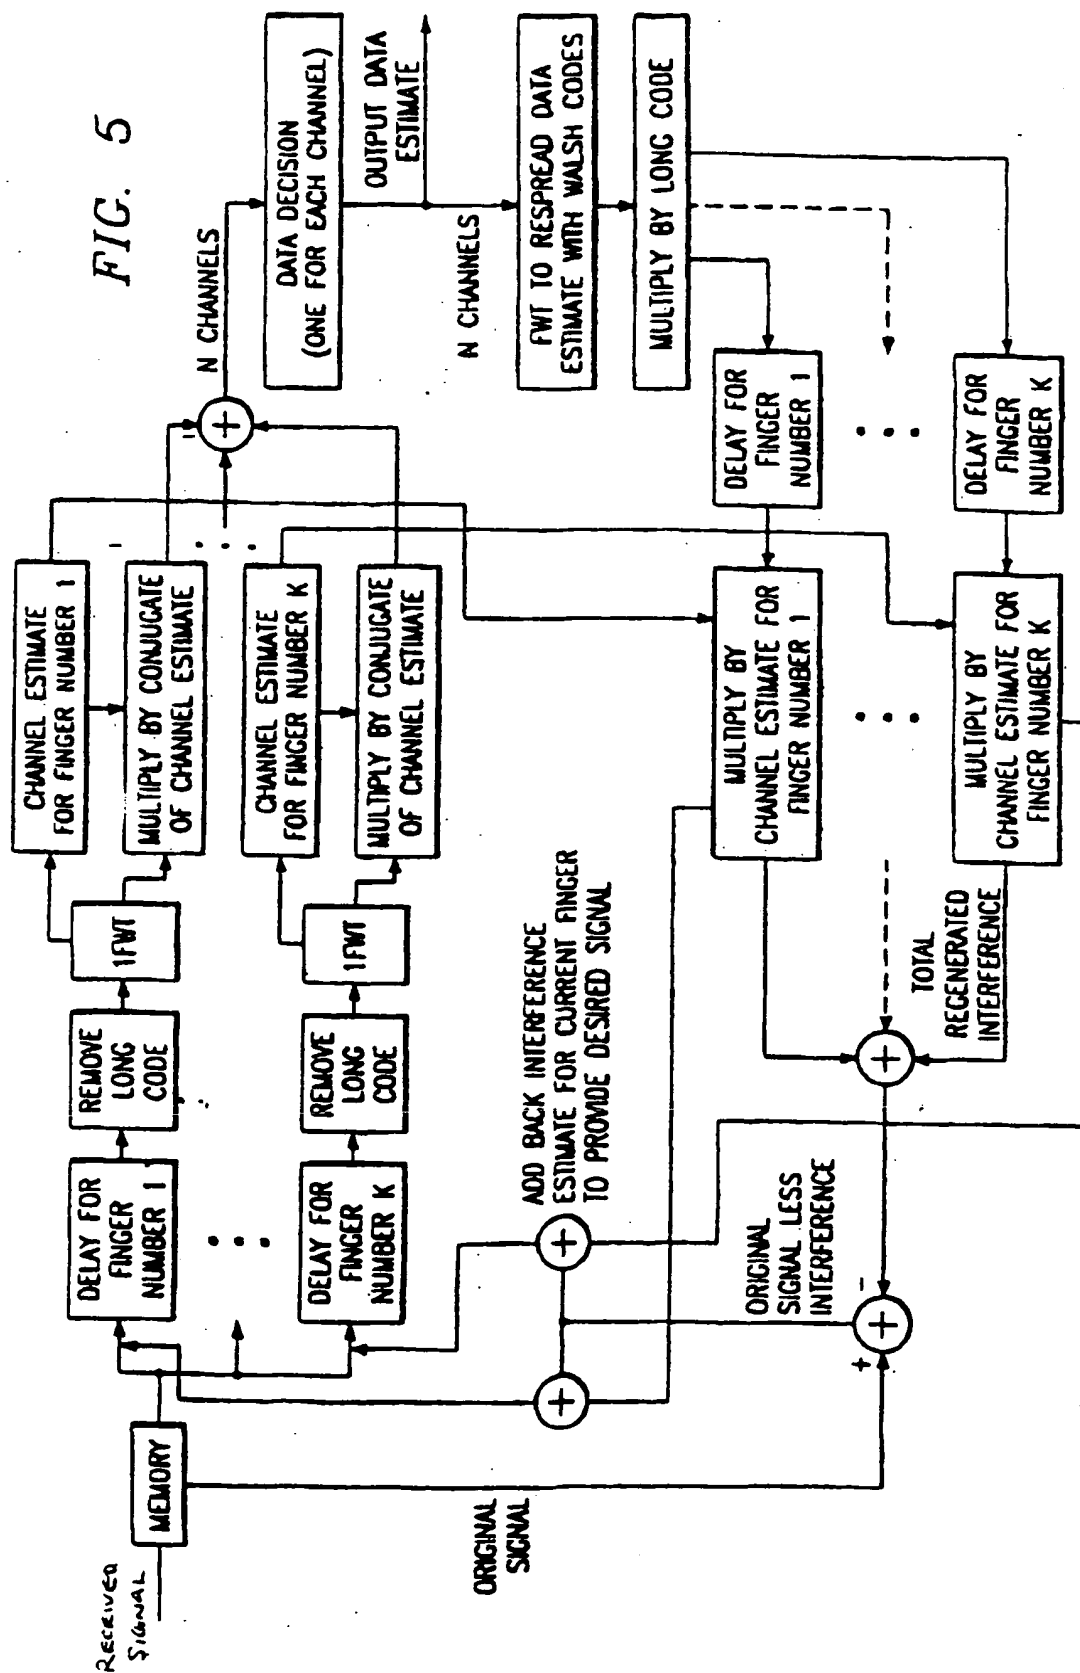 FIG. 5
RECEIVED
SIGNAL
MEMORY
DELAY FOR
FINGER
NUMBER 1
REMOVE
LONG
CODE
1FWT
CHANNEL ESTIMATE
FOR FINGER NUMBER 1
MULTIPLY BY CONJUGATE
OF CHANNEL ESTIMATE
DELAY FOR
FINGER
NUMBER K
REMOVE
LONG
CODE
1FWT
CHANNEL ESTIMATE
FOR FINGER NUMBER K
MULTIPLY BY CONJUGATE
OF CHANNEL ESTIMATE
+
N CHANNELS
DATA DECISION
(ONE FOR EACH CHANNEL)
OUTPUT DATA
ESTIMATE
N CHANNELS
FWT TO RESPREAD DATA
ESTIMATE WITH WALSH CODES
MULTIPLY BY LONG CODE
DELAY FOR
FINGER
NUMBER 1
DELAY FOR
FINGER
NUMBER K
MULTIPLY BY
CHANNEL ESTIMATE FOR
FINGER NUMBER 1
MULTIPLY BY
CHANNEL ESTIMATE FOR
FINGER NUMBER K
TOTAL
REGENERATED
INTERFERENCE
+
ADD BACK INTERFERENCE
ESTIMATE FOR CURRENT FINGER
TO PROVIDE DESIRED SIGNAL
+
+
ORIGINAL
SIGNAL LESS
INTERFERENCE
-
+
+
ORIGINAL
SIGNAL